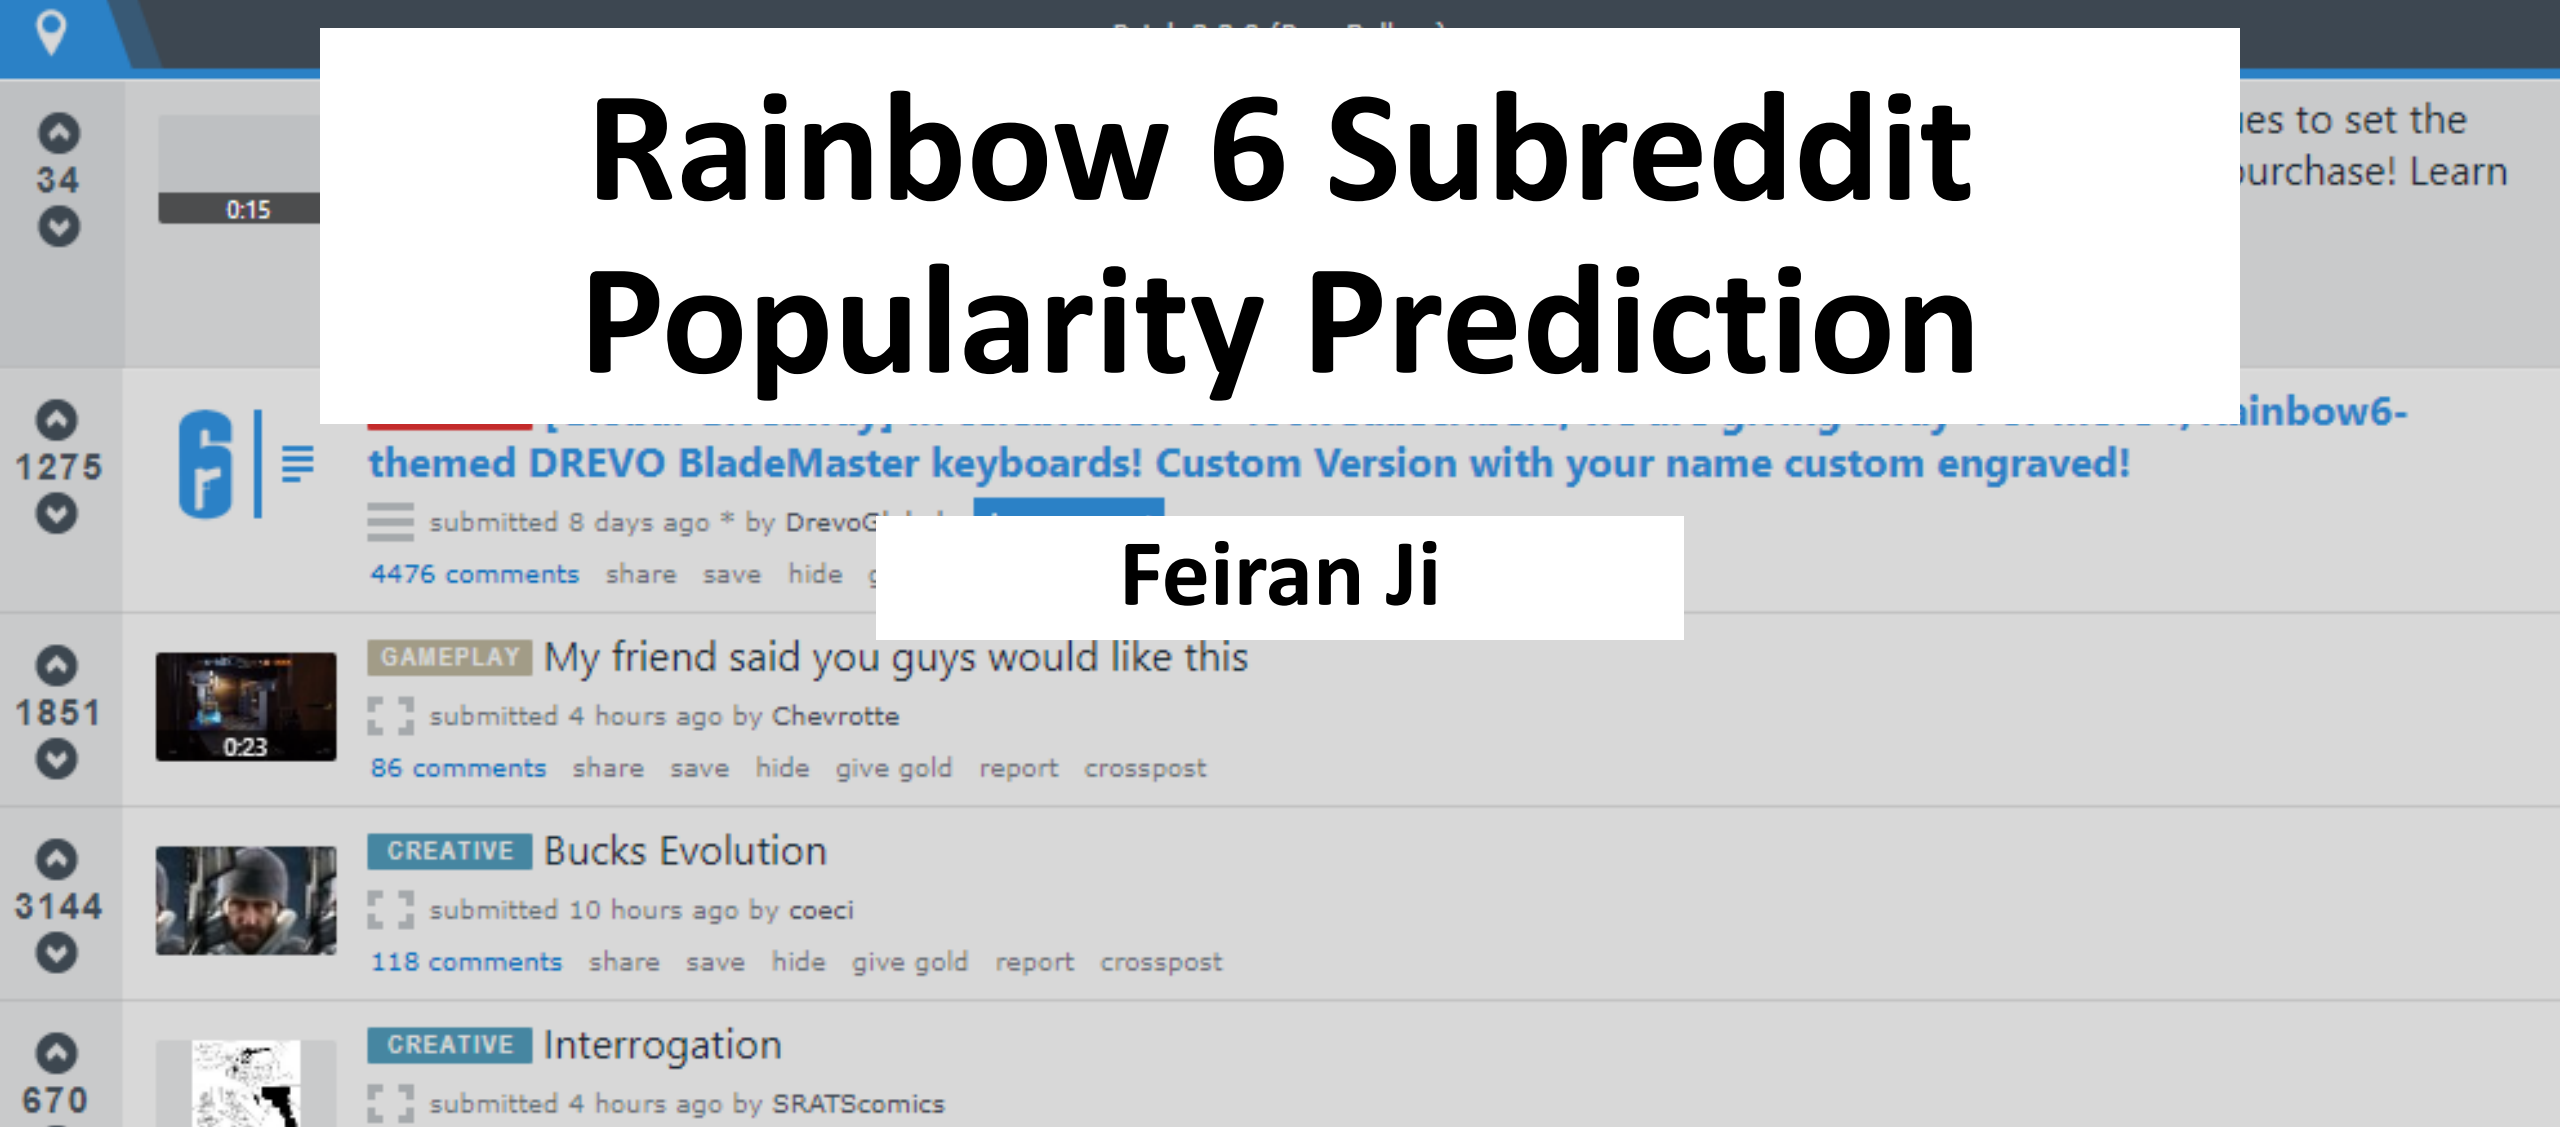 Rainbow 6 Subreddit
Popularity Prediction
Feiran Ji
34
0:15
es to set the
urchase! Learn
1275
ainbow6-
themed DREVO BladeMaster keyboards! Custom Version with your name custom engraved!
submitted 8 days ago * by
4476 comments share save hide
1851
0:23
GAMEPLAY My friend said you guys would like this
submitted 4 hours ago by Chevrotte
86 comments share save hide give gold report crosspost
3144
CREATIVE Bucks Evolution
submitted 10 hours ago by coeci
118 comments share save hide give gold report crosspost
670
CREATIVE Interrogation
submitted 4 hours ago by SRATScomics